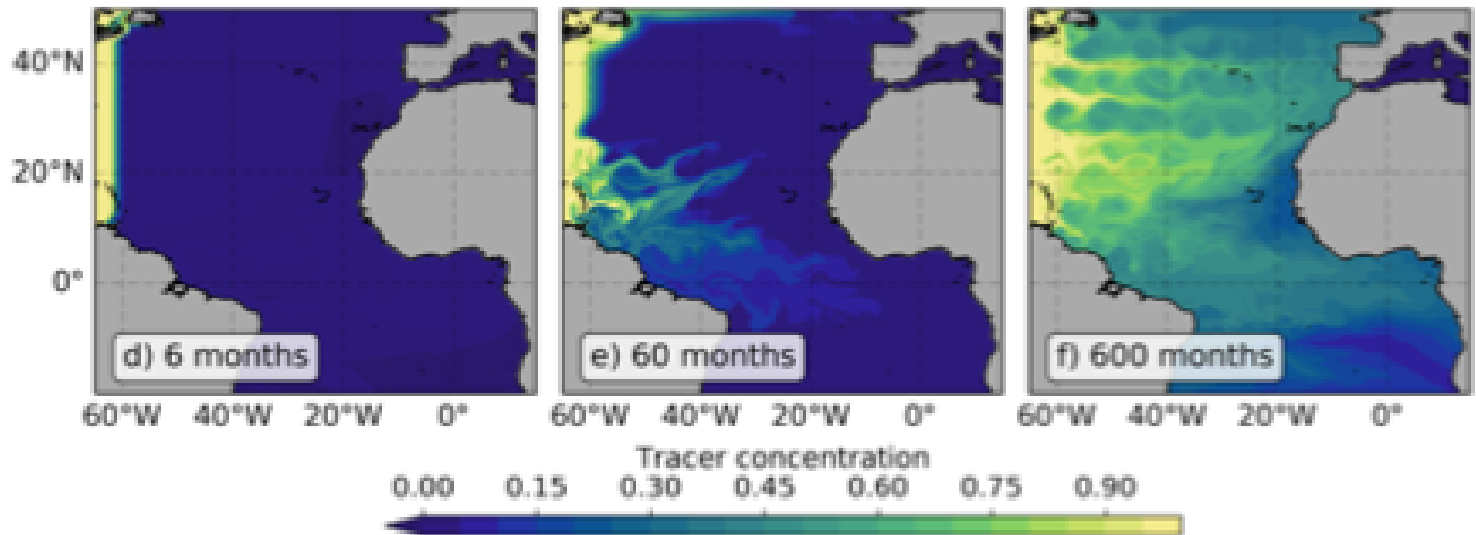 40°N
20°N
0°
d) 6 months
e) 60 months
f) 600 months
60°W 40°W 20°W 0° 60°W 40°W 20°W 0° 60°W 40°W 20°W 0°
Tracer concentration
0.00 0.15 0.30 0.45 0.60 0.75 0.90